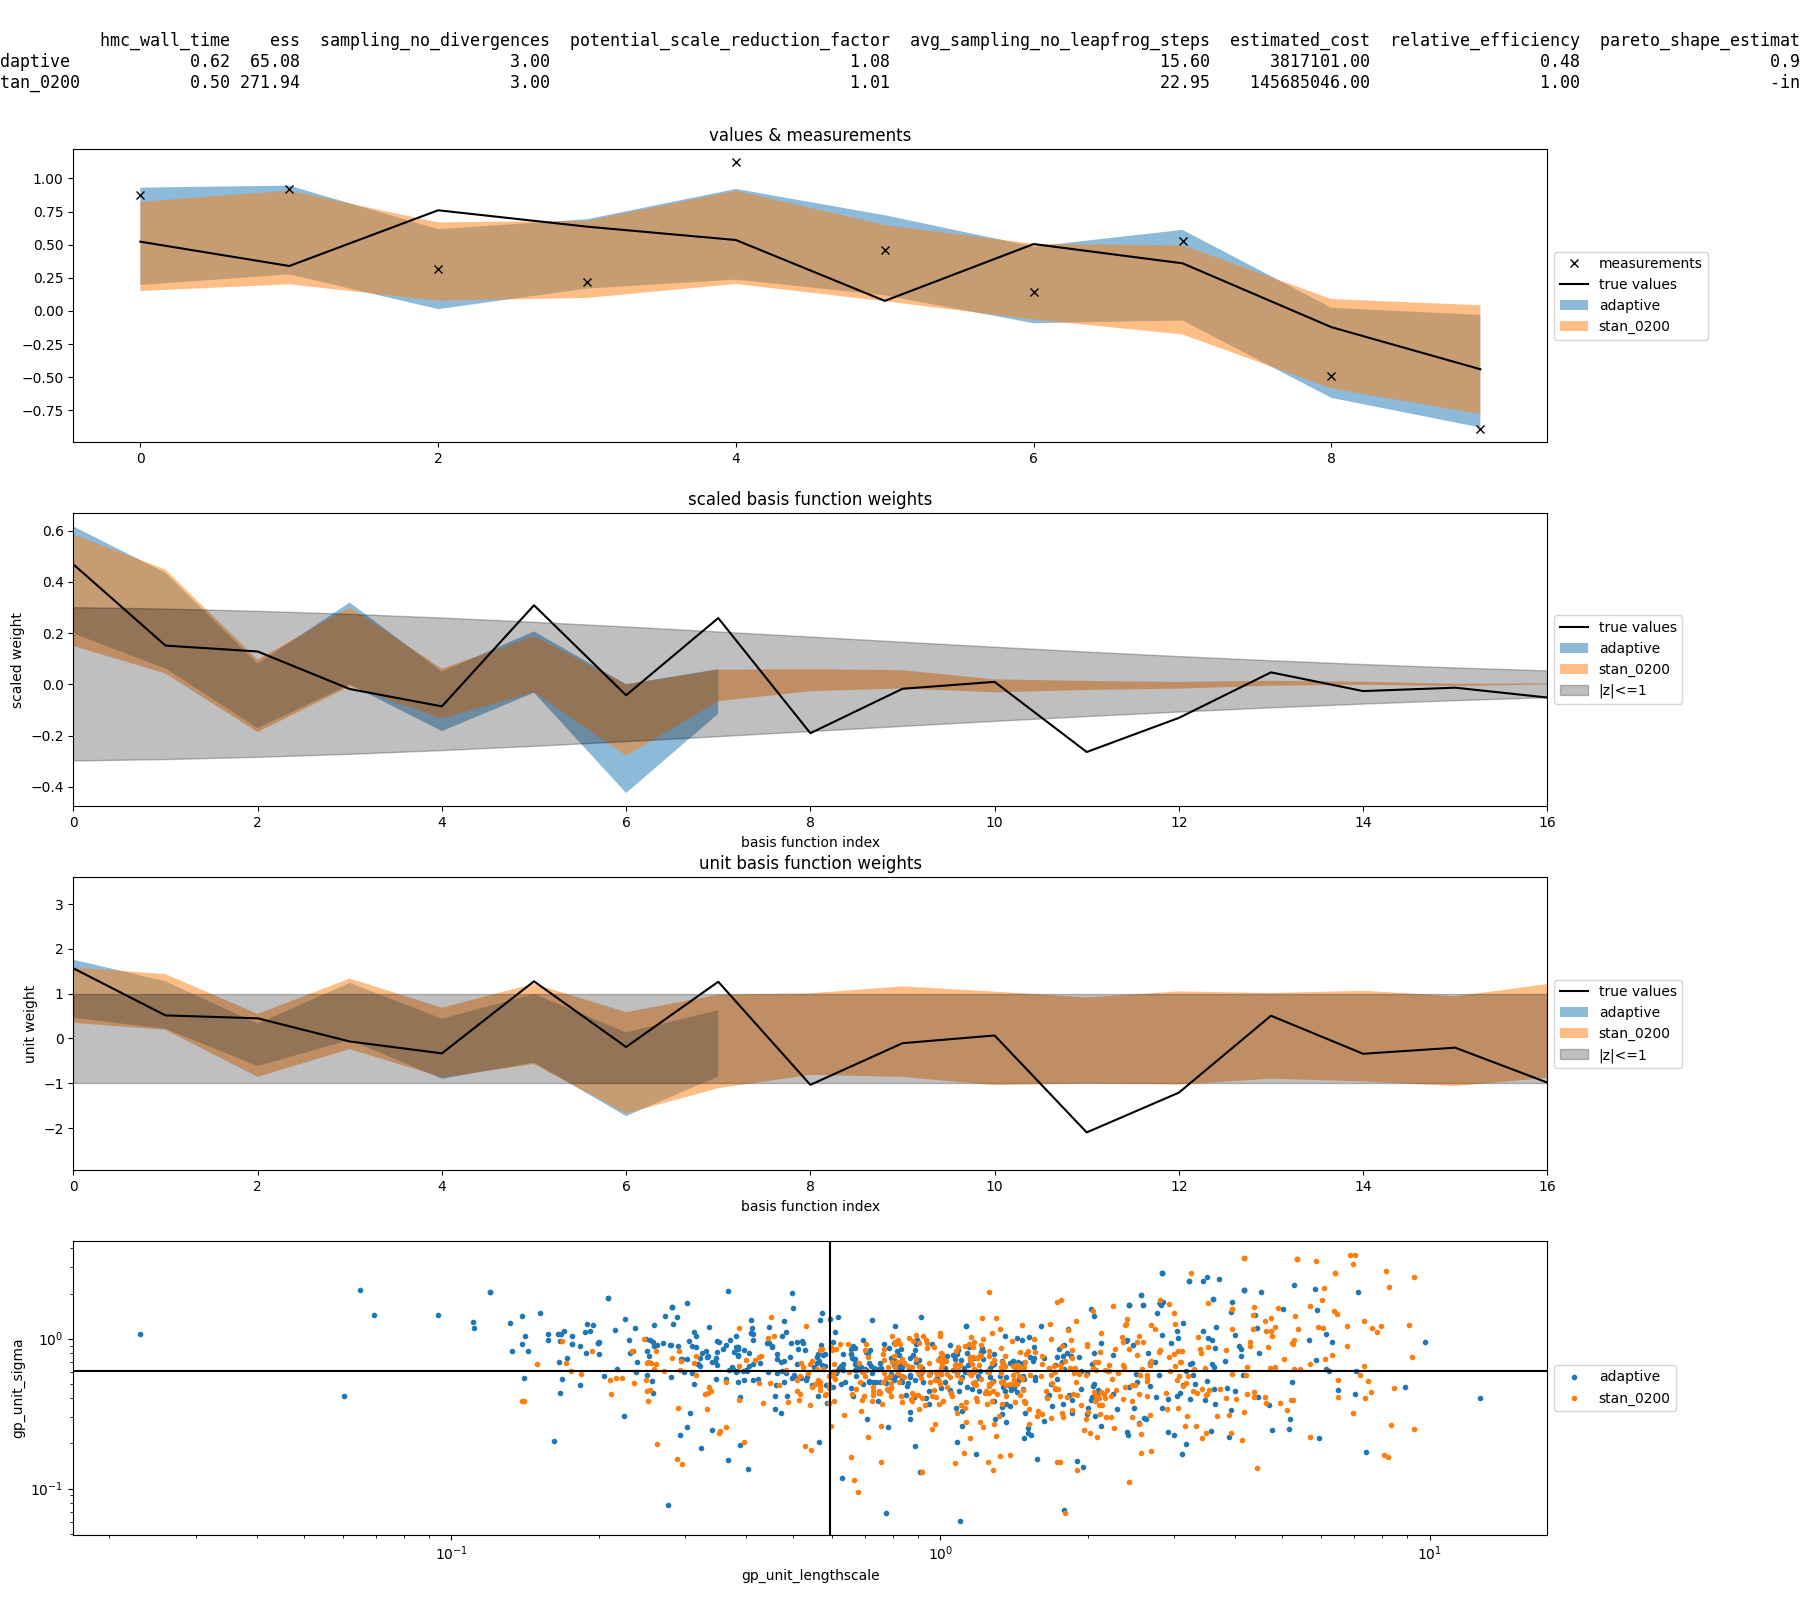 hmc_wall_time ess sampling_no_divergences potential_scale_reduction_factor avg_sampling_no_leapfrog_steps estimated_cost relative_efficiency pareto_shape_estimat
daptive 0.62 65.08 3.00 1.08 15.60 3817101.00 0.48 0.9
tan_0200 0.50 271.94 3.00 1.01 22.95 145685046.00 1.00 -in
values & measurements
1.00
0.75
0.50
0.25
0.00
−0.25
−0.50
−0.75
0 2 4 6 8
measurements
true values
adaptive
stan_0200
scaled basis function weights
scaled weight
0.6
0.4
0.2
0.0
−0.2
−0.4
0 2 4 6 8 10 12 14 16
basis function index
true values
adaptive
stan_0200
|z|<=1
unit basis function weights
unit weight
3
2
1
0
−1
−2
0 2 4 6 8 10 12 14 16
basis function index
true values
adaptive
stan_0200
|z|<=1
gp_unit_sigma
10⁰
10⁻¹
10⁻¹ 10⁰ 10¹
gp_unit_lengthscale
adaptive
stan_0200